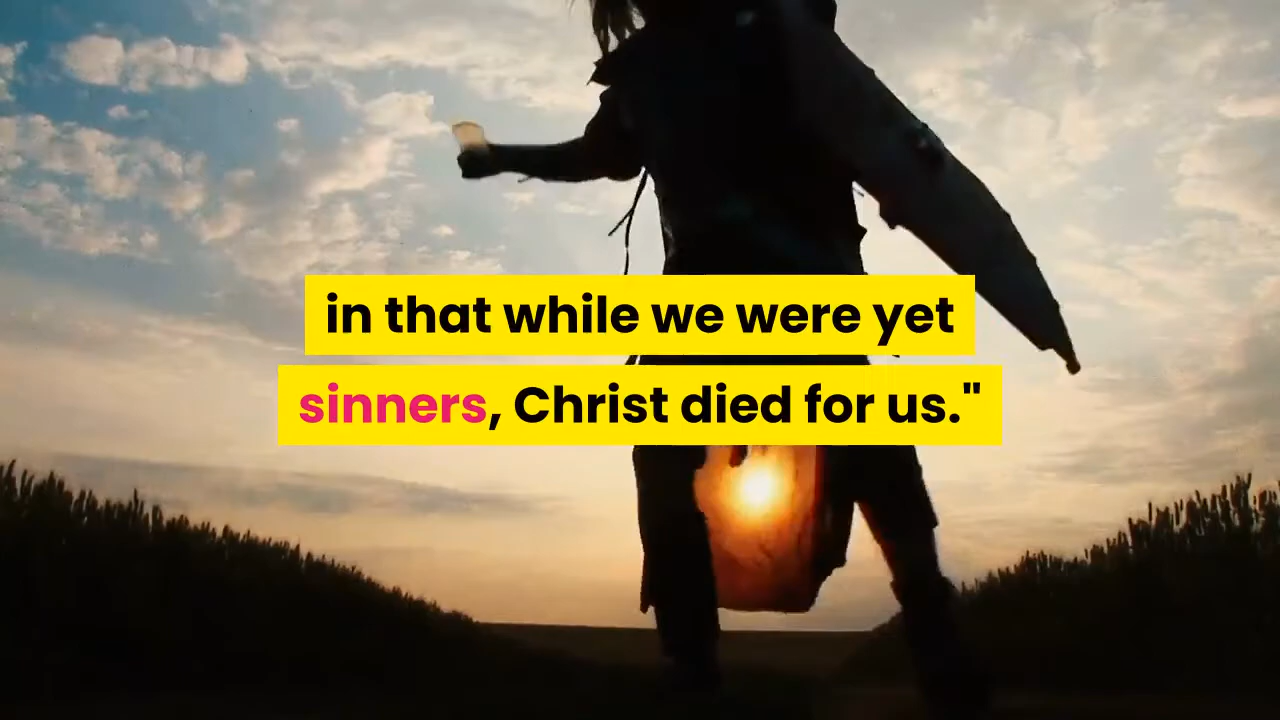 in that while we were yet
sinners, Christ died for us."